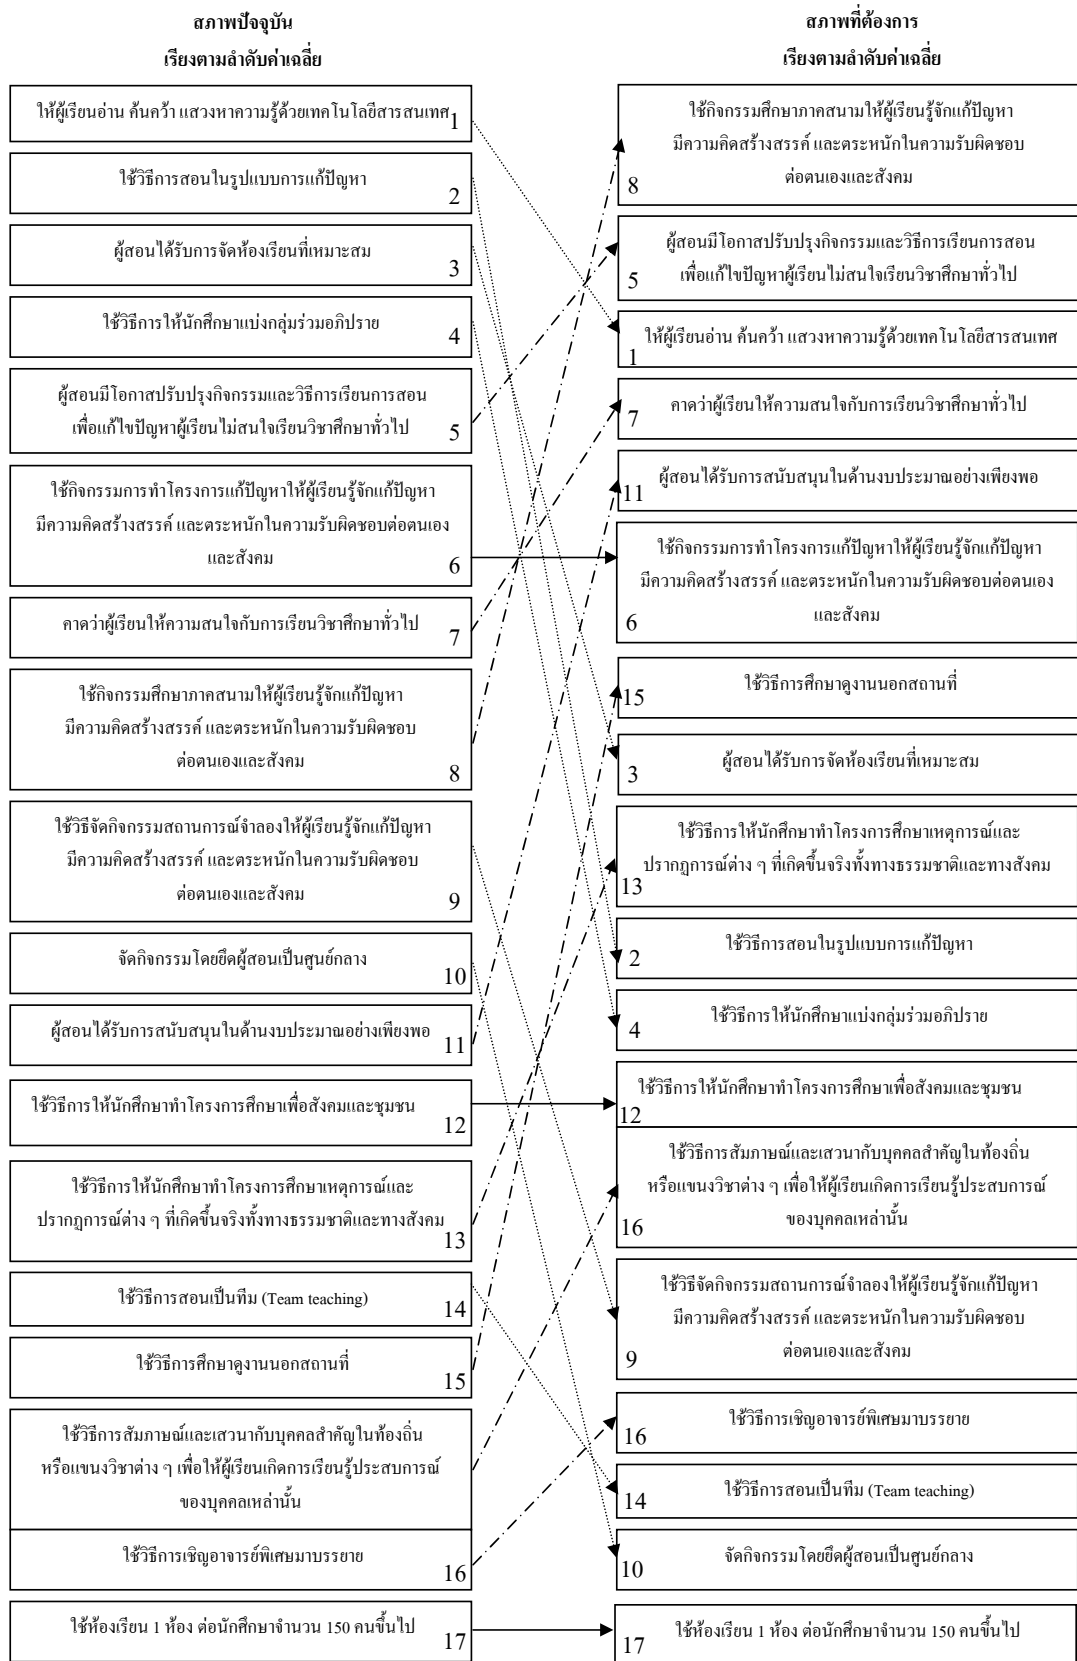 สภาพปัจจุบัน
เรียงตามลำดับค่าเฉลี่ย
ให้ผู้เรียนอ่าน ค้นคว้า แสวงหาความรู้ด้วยเทคโนโลยีสารสนเทศ
1
ใช้วิธีการสอนในรูปแบบการแก้ปัญหา
2
ผู้สอนได้รับการจัดห้องเรียนที่เหมาะสม
3
ใช้วิธีการให้นักศึกษาแบ่งกลุ่มร่วมอภิปราย
4
ผู้สอนมีโอกาสปรับปรุงกิจกรรมและวิธีการเรียนการสอน
เพื่อแก้ไขปัญหาผู้เรียนไม่สนใจเรียนวิชาศึกษาทั่วไป
5
ใช้กิจกรรมการทำโครงการแก้ปัญหาให้ผู้เรียนรู้จักแก้ปัญหา
มีความคิดสร้างสรรค์ และตระหนักในความรับผิดชอบต่อตนเอง
และสังคม
6
คาดว่าผู้เรียนให้ความสนใจกับการเรียนวิชาศึกษาทั่วไป
7
ใช้กิจกรรมศึกษาภาคสนามให้ผู้เรียนรู้จักแก้ปัญหา
มีความคิดสร้างสรรค์ และตระหนักในความรับผิดชอบ
ต่อตนเองและสังคม
8
ใช้วิธีจัดกิจกรรมสถานการณ์จำลองให้ผู้เรียนรู้จักแก้ปัญหา
มีความคิดสร้างสรรค์ และตระหนักในความรับผิดชอบ
ต่อตนเองและสังคม
9
จัดกิจกรรมโดยยึดผู้สอนเป็นศูนย์กลาง
10
ผู้สอนได้รับการสนับสนุนในด้านงบประมาณอย่างเพียงพอ
11
ใช้วิธีการให้นักศึกษาทำโครงการศึกษาเพื่อสังคมและชุมชน
12
ใช้วิธีการให้นักศึกษาทำโครงการศึกษาเหตุการณ์และ
ปรากฏการณ์ต่าง ๆ ที่เกิดขึ้นจริงทั้งทางธรรมชาติและทางสังคม
13
ใช้วิธีการสอนเป็นทีม (Team teaching)
14
ใช้วิธีการศึกษาดูงานนอกสถานที่
15
ใช้วิธีการสัมภาษณ์และเสวนากับบุคคลสำคัญในท้องถิ่น
หรือแขนงวิชาต่าง ๆ เพื่อให้ผู้เรียนเกิดการเรียนรู้ประสบการณ์
ของบุคคลเหล่านั้น
ใช้วิธีการเชิญอาจารย์พิเศษมาบรรยาย
16
ใช้ห้องเรียน 1 ห้อง ต่อนักศึกษาจำนวน 150 คนขึ้นไป
17
สภาพที่ต้องการ
เรียงตามลำดับค่าเฉลี่ย
ใช้กิจกรรมศึกษาภาคสนามให้ผู้เรียนรู้จักแก้ปัญหา
มีความคิดสร้างสรรค์ และตระหนักในความรับผิดชอบ
ต่อตนเองและสังคม
8
ผู้สอนมีโอกาสปรับปรุงกิจกรรมและวิธีการเรียนการสอน
เพื่อแก้ไขปัญหาผู้เรียนไม่สนใจเรียนวิชาศึกษาทั่วไป
5
ให้ผู้เรียนอ่าน ค้นคว้า แสวงหาความรู้ด้วยเทคโนโลยีสารสนเทศ
1
คาดว่าผู้เรียนให้ความสนใจกับการเรียนวิชาศึกษาทั่วไป
7
ผู้สอนได้รับการสนับสนุนในด้านงบประมาณอย่างเพียงพอ
11
ใช้กิจกรรมการทำโครงการแก้ปัญหาให้ผู้เรียนรู้จักแก้ปัญหา
มีความคิดสร้างสรรค์ และตระหนักในความรับผิดชอบต่อตนเอง
และสังคม
6
ใช้วิธีการศึกษาดูงานนอกสถานที่
15
ผู้สอนได้รับการจัดห้องเรียนที่เหมาะสม
3
ใช้วิธีการให้นักศึกษาทำโครงการศึกษาเหตุการณ์และ
ปรากฏการณ์ต่าง ๆ ที่เกิดขึ้นจริงทั้งทางธรรมชาติและทางสังคม
13
ใช้วิธีการสอนในรูปแบบการแก้ปัญหา
2
ใช้วิธีการให้นักศึกษาแบ่งกลุ่มร่วมอภิปราย
4
ใช้วิธีการให้นักศึกษาทำโครงการศึกษาเพื่อสังคมและชุมชน
12
ใช้วิธีการสัมภาษณ์และเสวนากับบุคคลสำคัญในท้องถิ่น
หรือแขนงวิชาต่าง ๆ เพื่อให้ผู้เรียนเกิดการเรียนรู้ประสบการณ์
ของบุคคลเหล่านั้น
16
ใช้วิธีจัดกิจกรรมสถานการณ์จำลองให้ผู้เรียนรู้จักแก้ปัญหา
มีความคิดสร้างสรรค์ และตระหนักในความรับผิดชอบ
ต่อตนเองและสังคม
9
ใช้วิธีการเชิญอาจารย์พิเศษมาบรรยาย
16
ใช้วิธีการสอนเป็นทีม (Team teaching)
14
จัดกิจกรรมโดยยึดผู้สอนเป็นศูนย์กลาง
10
ใช้ห้องเรียน 1 ห้อง ต่อนักศึกษาจำนวน 150 คนขึ้นไป
17